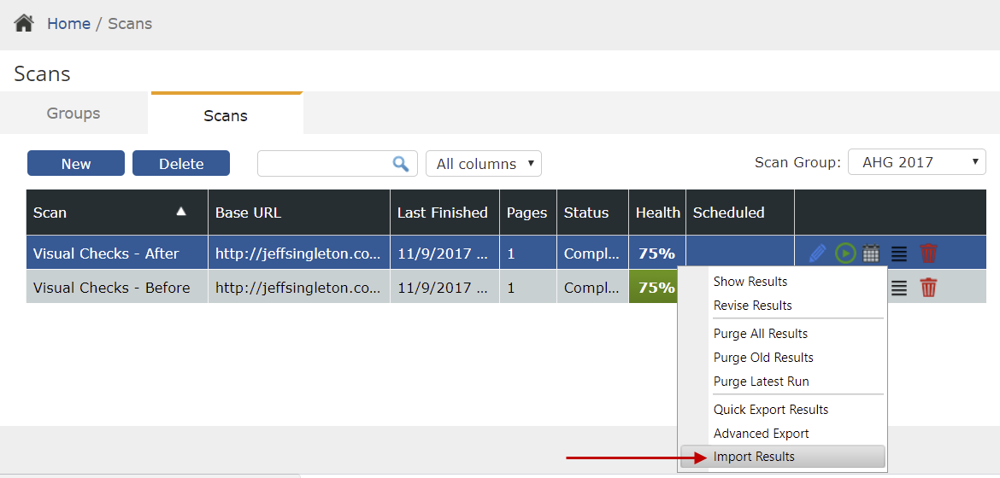 Home / Scans
Scans
Groups Scans
New Delete All columns Scan Group: AHG 2017
Scan Base URL Last Finished Pages Status Health Scheduled
Visual Checks - After http://jeffsingleton.co... 11/9/2017 ... 1 Compl... 75%
Visual Checks - Before http://jeffsingleton.co... 11/9/2017 ... 1 Compl... 75%
Show Results
Revise Results
Purge All Results
Purge Old Results
Purge Latest Run
Quick Export Results
Advanced Export
Import Results